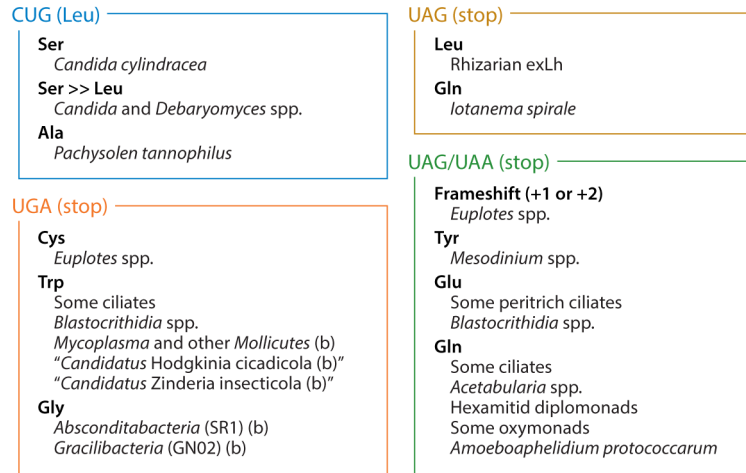 CUG (Leu)
Ser
Candida cylindracea
Ser >> Leu
Candida and Debaryomyces spp.
Ala
Pachysolen tannophilus
UGA (stop)
Cys
Euplotes spp.
Trp
Some ciliates
Blastocrithidia spp.
Mycoplasma and other Mollicutes (b)
“Candidatus Hodgkinia cicadicola (b)”
“Candidatus Zinderia insecticola (b)”
Gly
Absconditabacteria (SR1) (b)
Gracilibacteria (GN02) (b)
UAG (stop)
Leu
Rhizarian exLh
Gln
Iotanema spirale
UAG/UAA (stop)
Frameshift (+1 or +2)
Euplotes spp.
Tyr
Mesodinium spp.
Glu
Some peritrich ciliates
Blastocrithidia spp.
Gln
Some ciliates
Acetabularia spp.
Hexamitid diplomonads
Some oxymonads
Amoeboaphelidium protococcarum